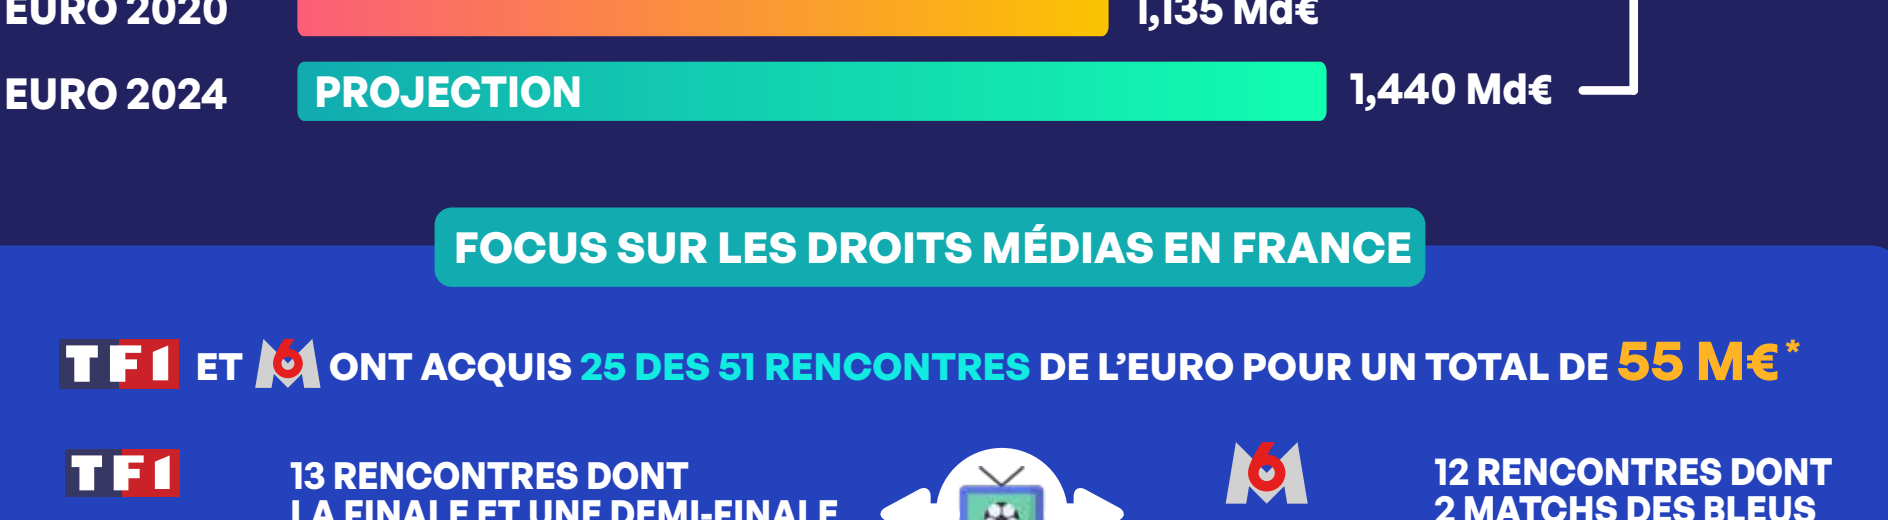 EURO 2020 1,135 Md€
EURO 2024 PROJECTION 1,440 Md€
FOCUS SUR LES DROITS MÉDIAS EN FRANCE
TF1 ET M6 ONT ACQUIS 25 DES 51 RENCONTRES DE L'EURO POUR UN TOTAL DE 55 M€*
TF1 13 RENCONTRES DONT
LA FINALE ET UNE DEMI-FINALE
M6 12 RENCONTRES DONT
2 MATCHS DES BLEUS